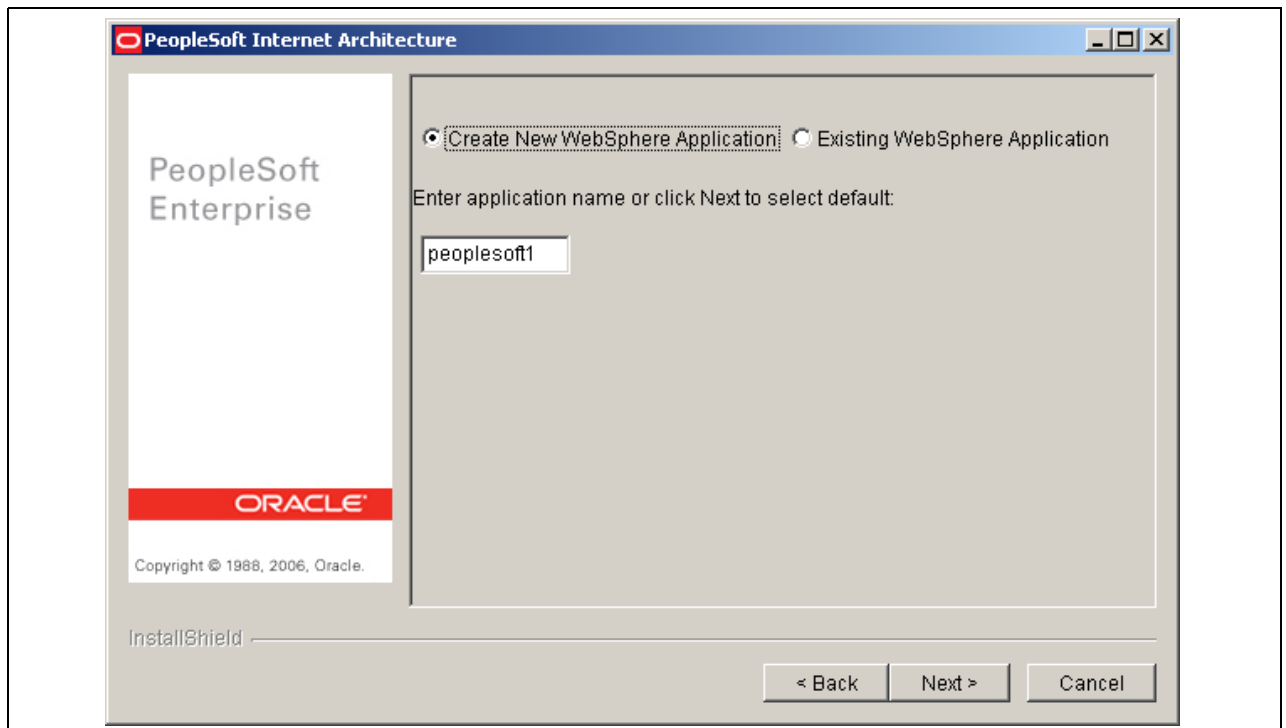 PeopleSoft Internet Architecture
PeopleSoft
Enterprise
ORACLE®
Copyright © 1988, 2006, Oracle.
Create New WebSphere Application Existing WebSphere Application
Enter application name or click Next to select default:
peoplesoft1
InstallShield
< Back Next > Cancel